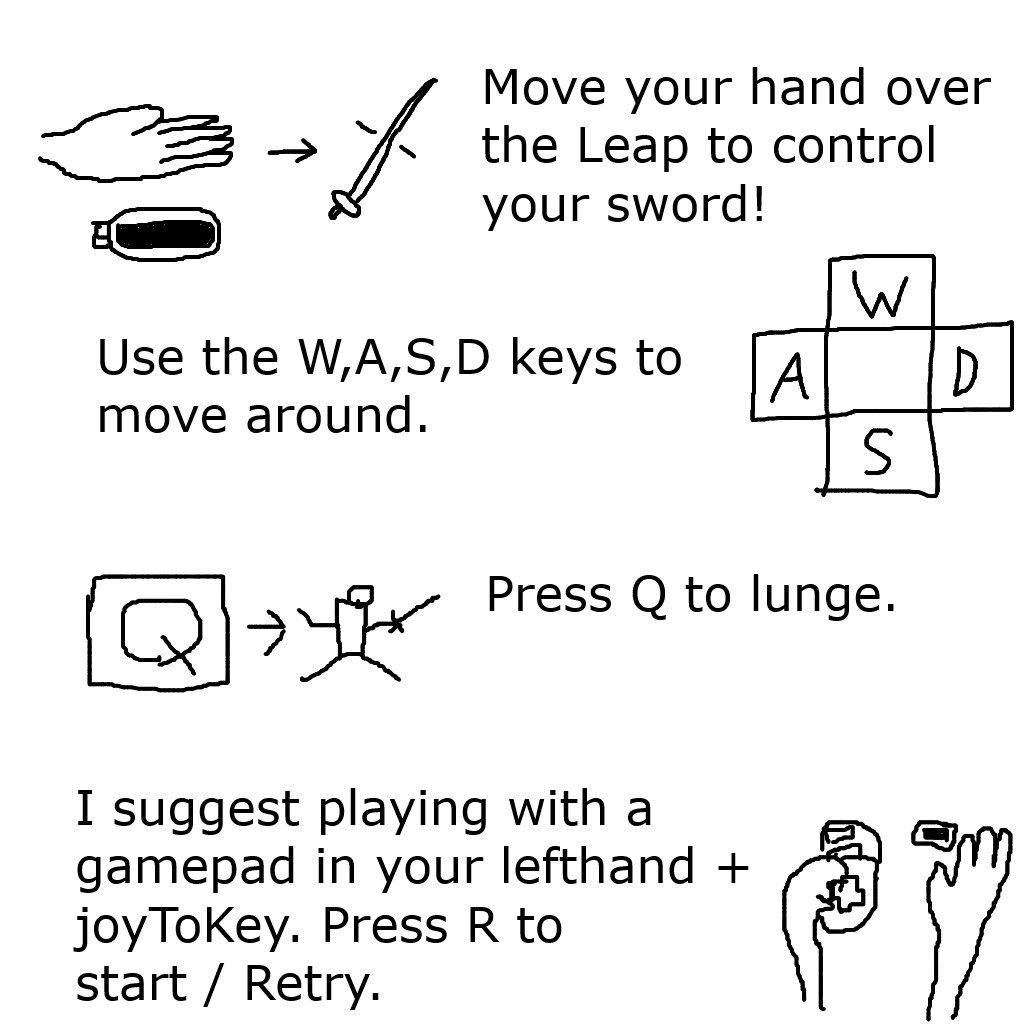 Move your hand over
the Leap to control
your sword!
W
Use the W,A,S,D keys to
A
D
move around.
S
Q
Press Q to lunge.
I suggest playing with a
gamepad in your lefthand +
joyToKey. Press R to
start / Retry.